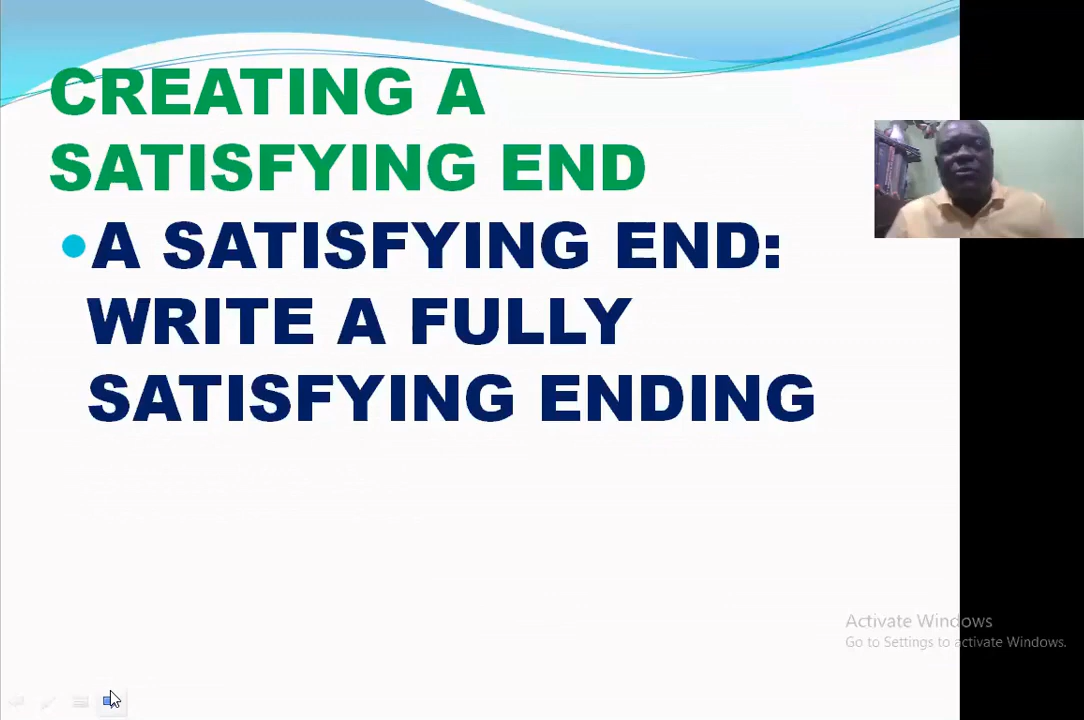 CREATING A
SATISFYING END
•A SATISFYING END:
WRITE A FULLY
SATISFYING ENDING
Activate Windows
Go to Settings to activate Windows.